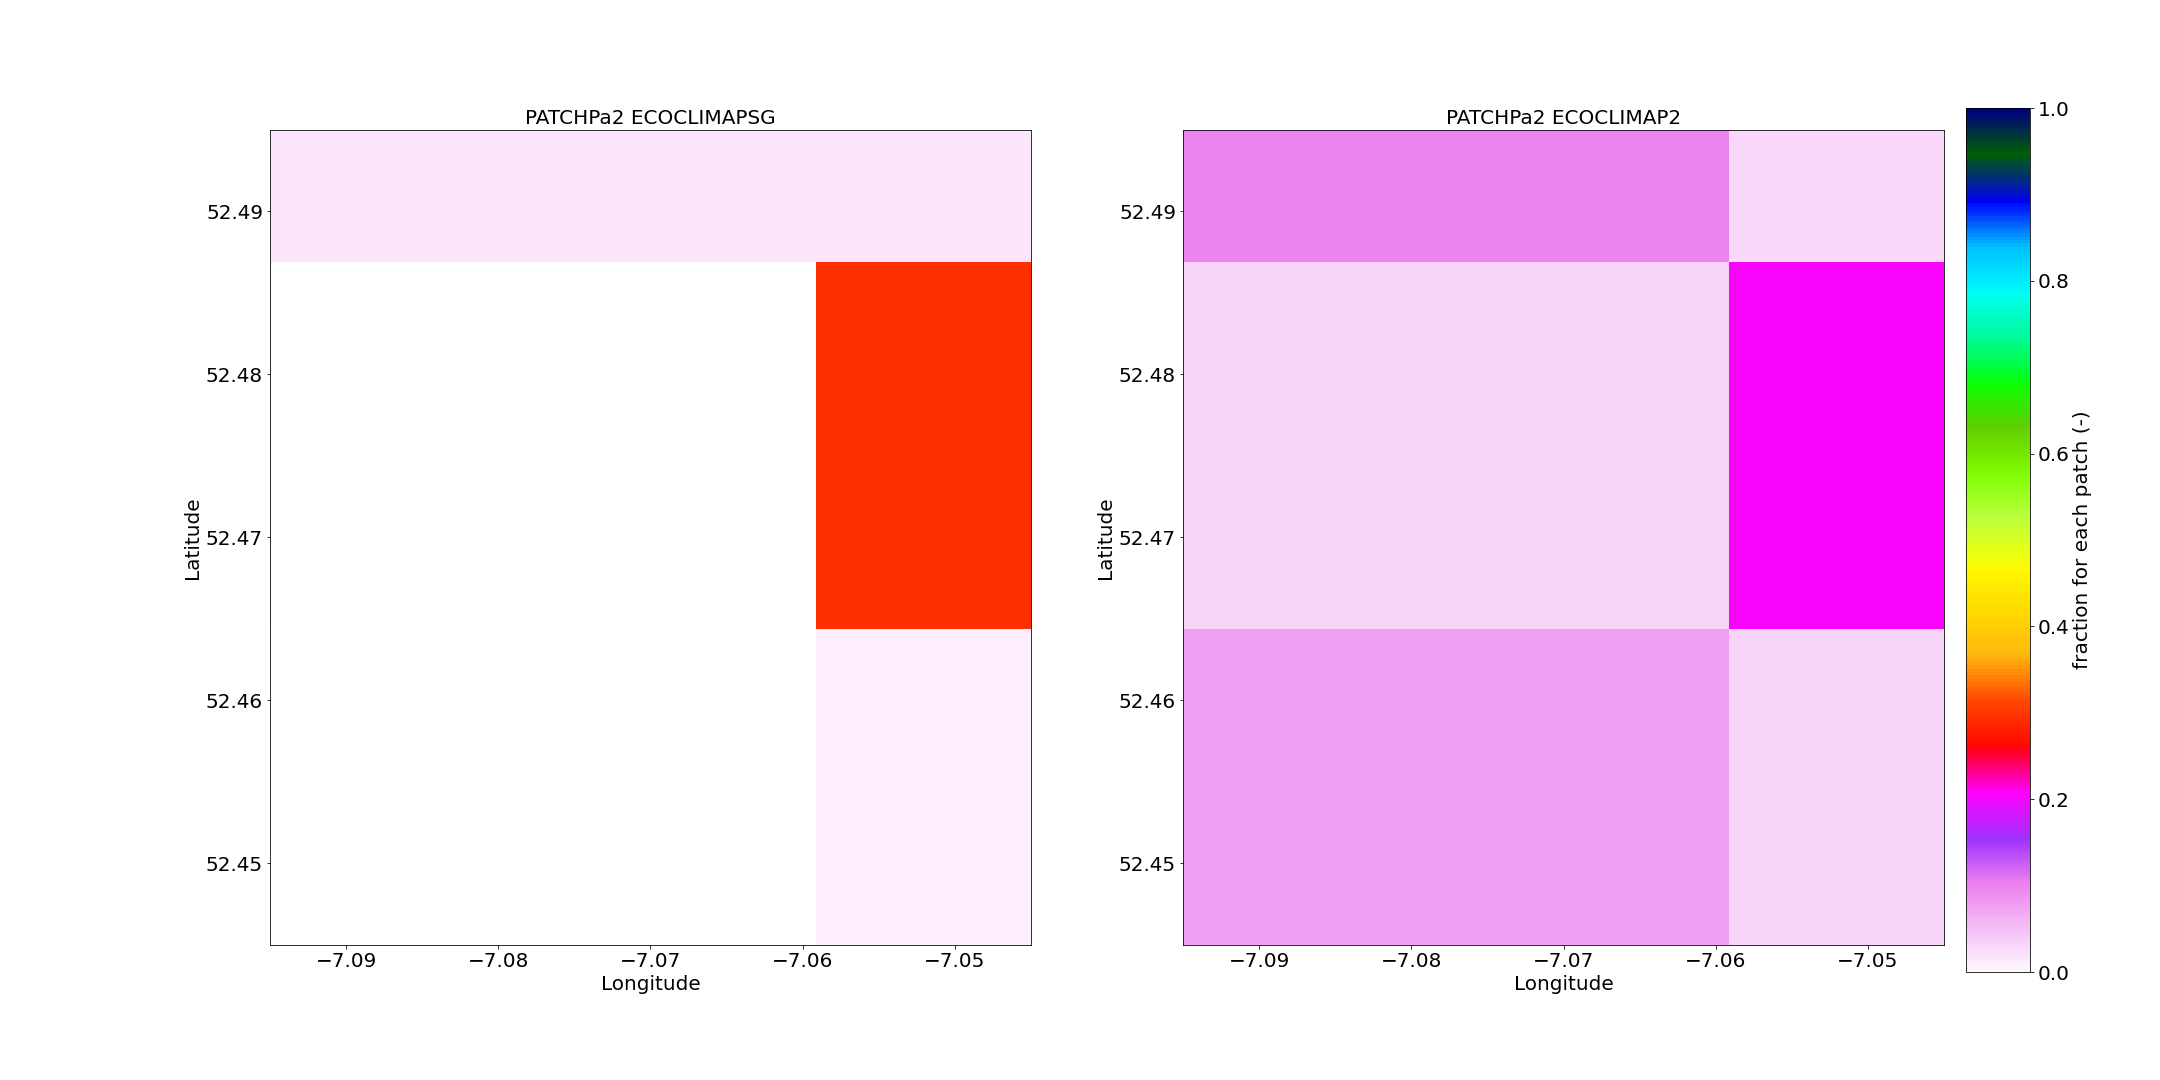 PATCHPa2 ECOCLIMAPSG
52.49
52.48
52.47
52.46
52.45
Latitude
−7.09 −7.08 −7.07 −7.06 −7.05
Longitude
PATCHPa2 ECOCLIMAP2
52.49
52.48
52.47
52.46
52.45
Latitude
−7.09 −7.08 −7.07 −7.06 −7.05
Longitude
1.0
0.8
0.6
0.4
0.2
0.0
fraction for each patch (-)